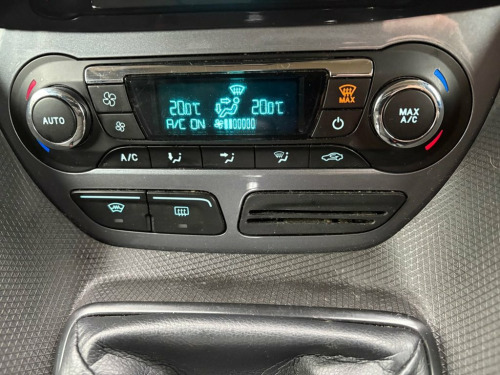 20.0°C 20.0°C
A/C ON
AUTO
MAX
MAX A/C
A/C